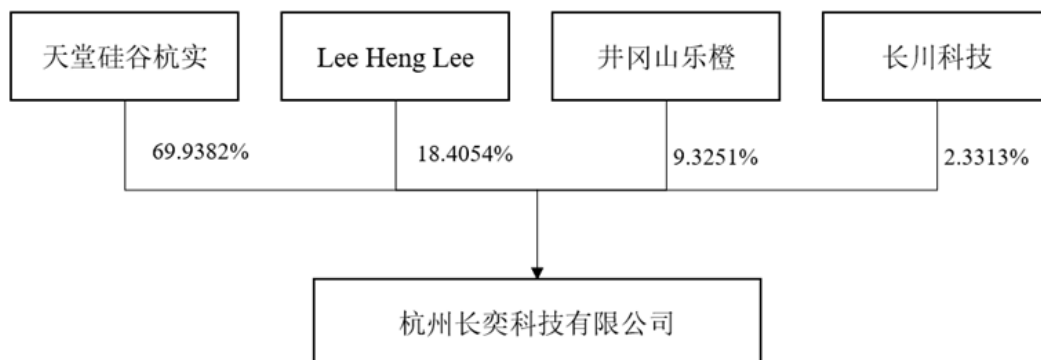 天堂硅谷杭实
Lee Heng Lee
井冈山乐橙
长川科技
69.9382%
18.4054%
9.3251%
2.3313%
杭州长奕科技有限公司